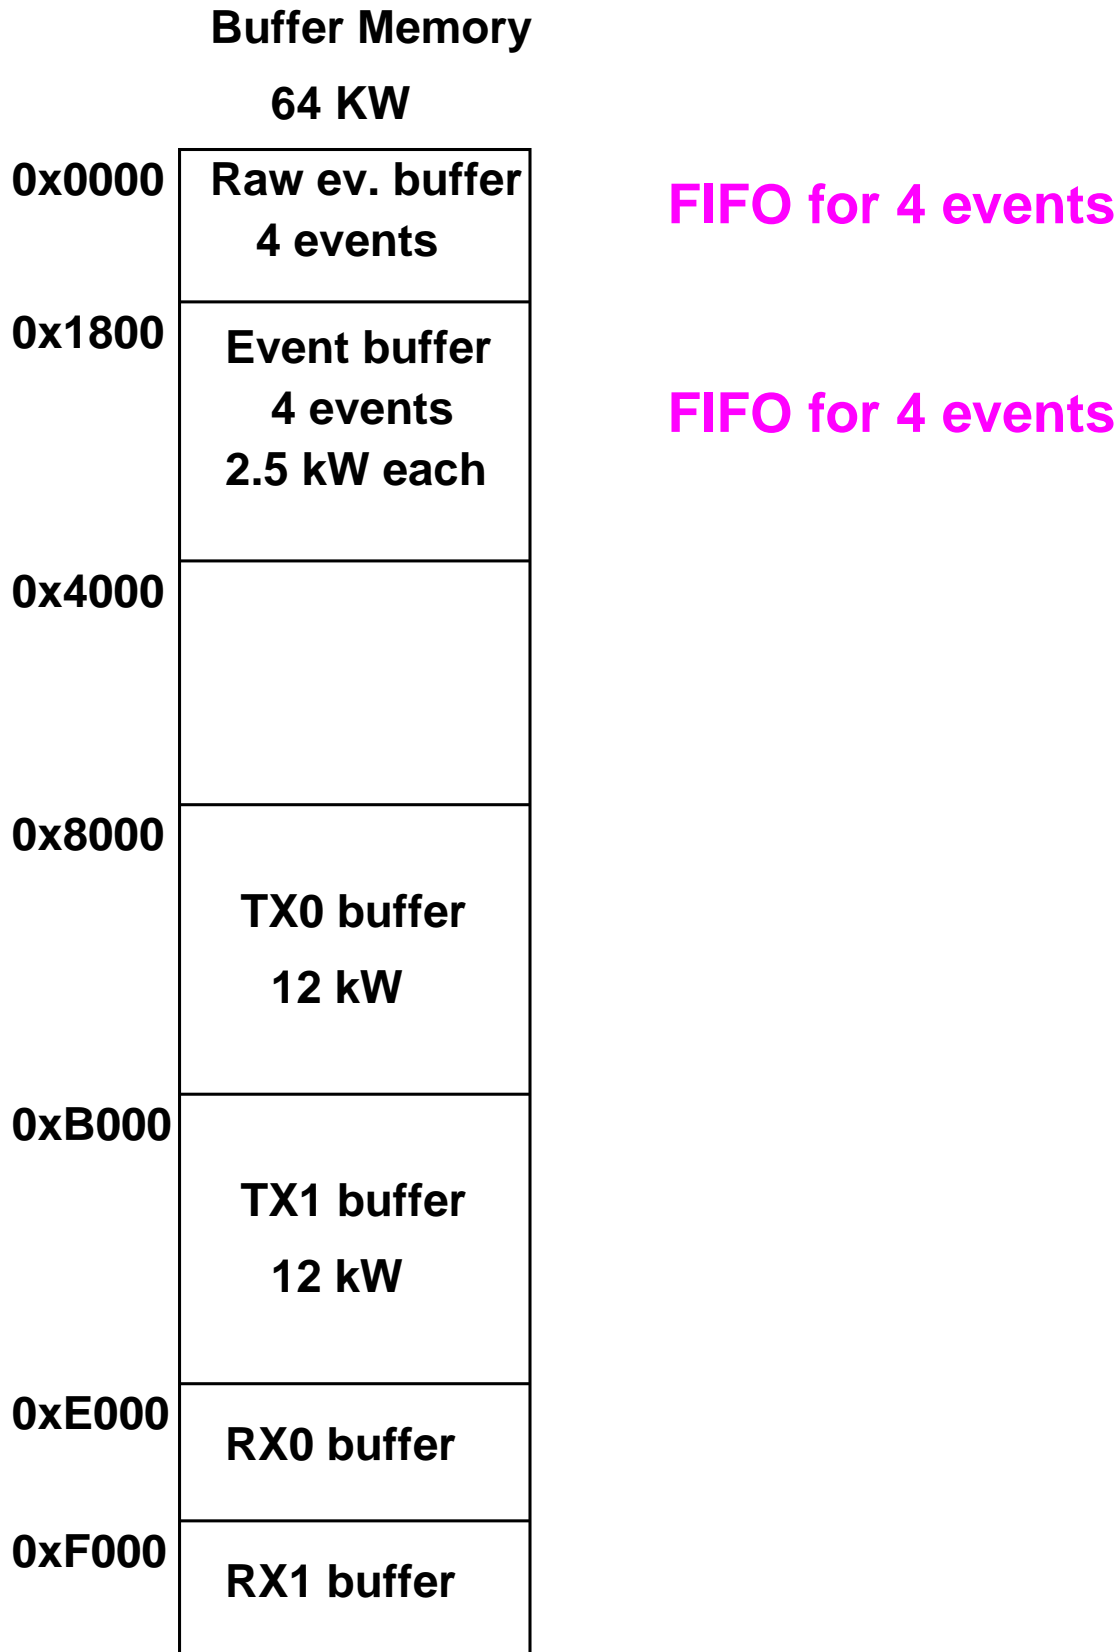 Buffer Memory
64 KW
0x0000
Raw ev. buffer
4 events
FIFO for 4 events
0x1800
Event buffer
4 events
2.5 kW each
FIFO for 4 events
0x4000
0x8000
TX0 buffer
12 kW
0xB000
TX1 buffer
12 kW
0xE000
RX0 buffer
0xF000
RX1 buffer